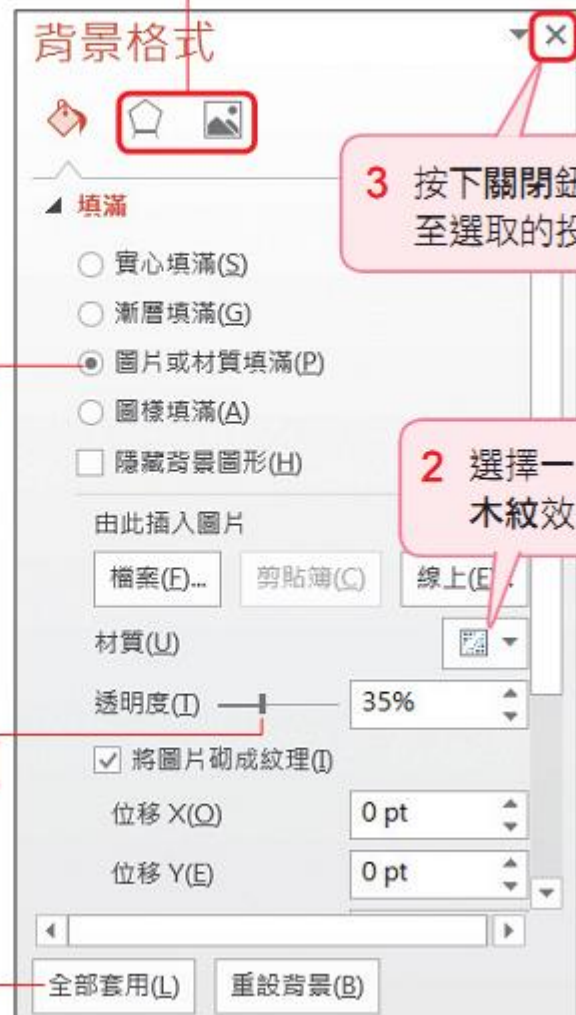 背景格式
3 按下關閉鈕
至選取的投
填滿
實心填滿(S)
漸層填滿(G)
圖片或材質填滿(P)
圖樣填滿(A)
隱藏背景圖形(H)
2 選擇一
木紋效
由此插入圖片
檔案(F)... 剪貼簿(C) 線上(E)...
材質(U)
透明度(T) 35%
將圖片砌成紋理(I)
位移 X(O) 0 pt
位移 Y(E) 0 pt
全部套用(L) 重設背景(B)